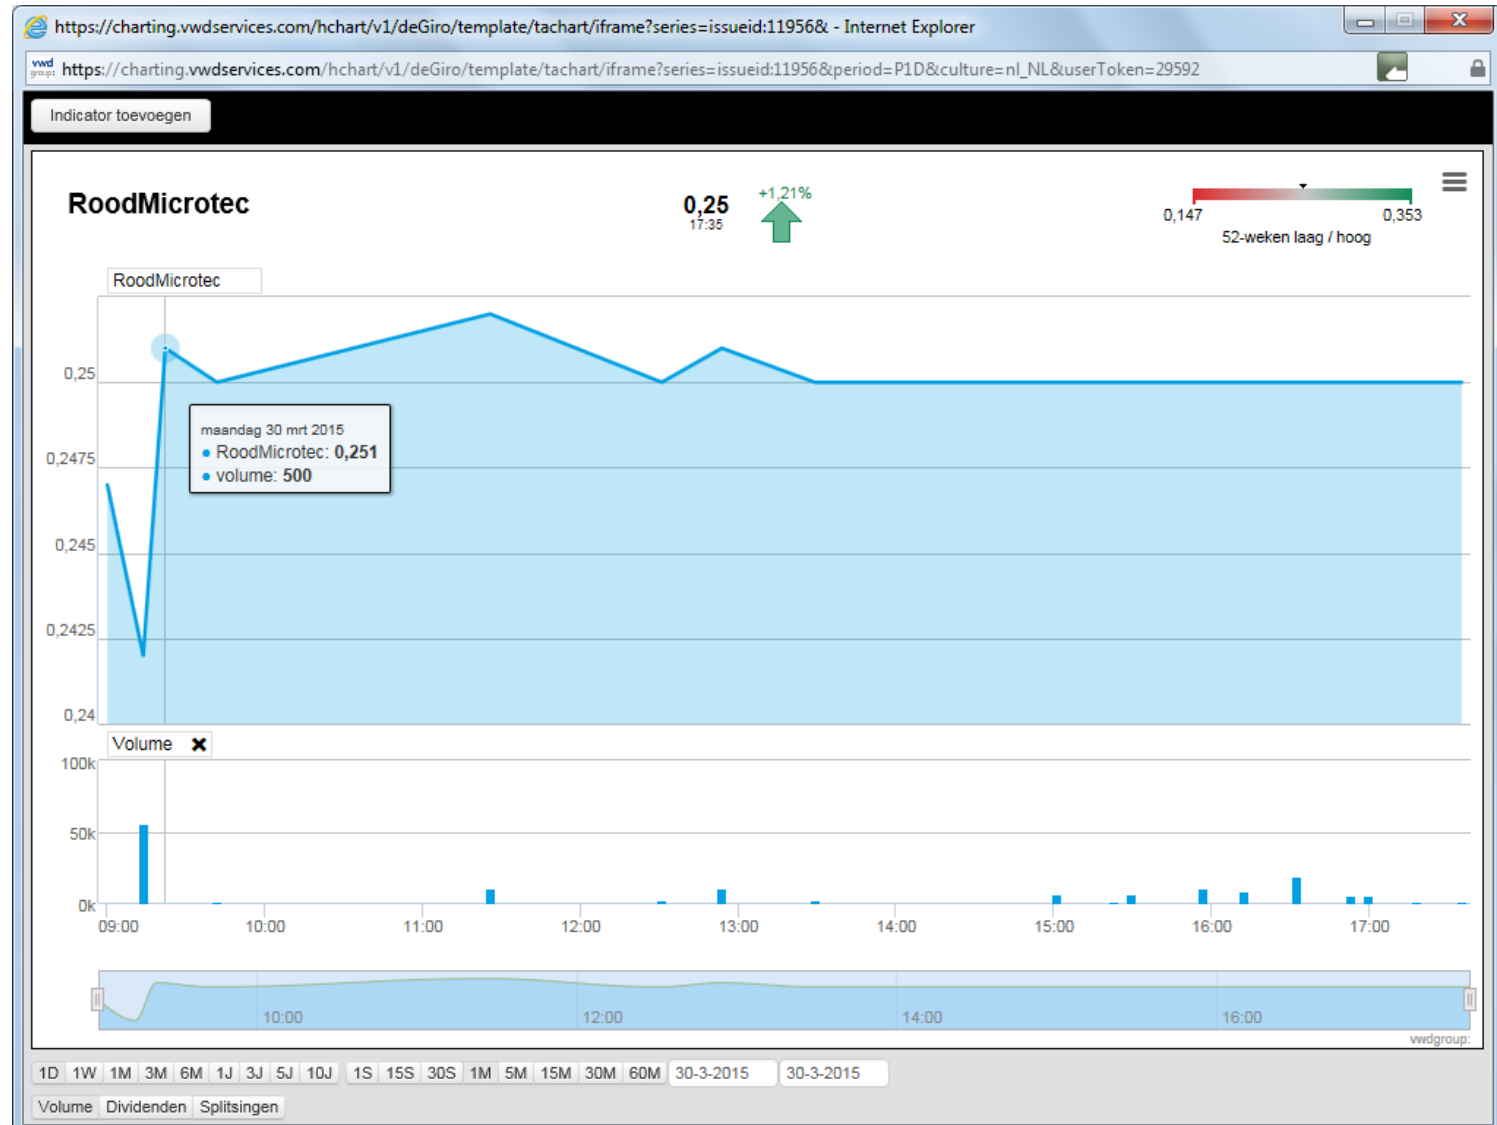 https://charting.vwdservices.com/hchart/v1/deGiro/template/tachart/iframe?series=issueid:11956& - Internet Explorer
vwd group: https://charting.vwdservices.com/hchart/v1/deGiro/template/tachart/iframe?series=issueid:11956&period=P1D&culture=nl_NL&userToken=29592
Indicator toevoegen
RoodMicrotec
0,25
17:35
+1,21%
0,147 0,353
52-weken laag / hoog
RoodMicrotec
0,25
0,2475
0,245
0,2425
0,24
maandag 30 mrt 2015
• RoodMicrotec: 0,251
• volume: 500
Volume ✖
100k
50k
0k
09:00 10:00 11:00 12:00 13:00 14:00 15:00 16:00 17:00
10:00 12:00 14:00 16:00
vwdgroup:
1D 1W 1M 3M 6M 1J 3J 5J 10J 1S 15S 30S 1M 5M 15M 30M 60M 30-3-2015 30-3-2015
Volume Dividenden Splitsingen